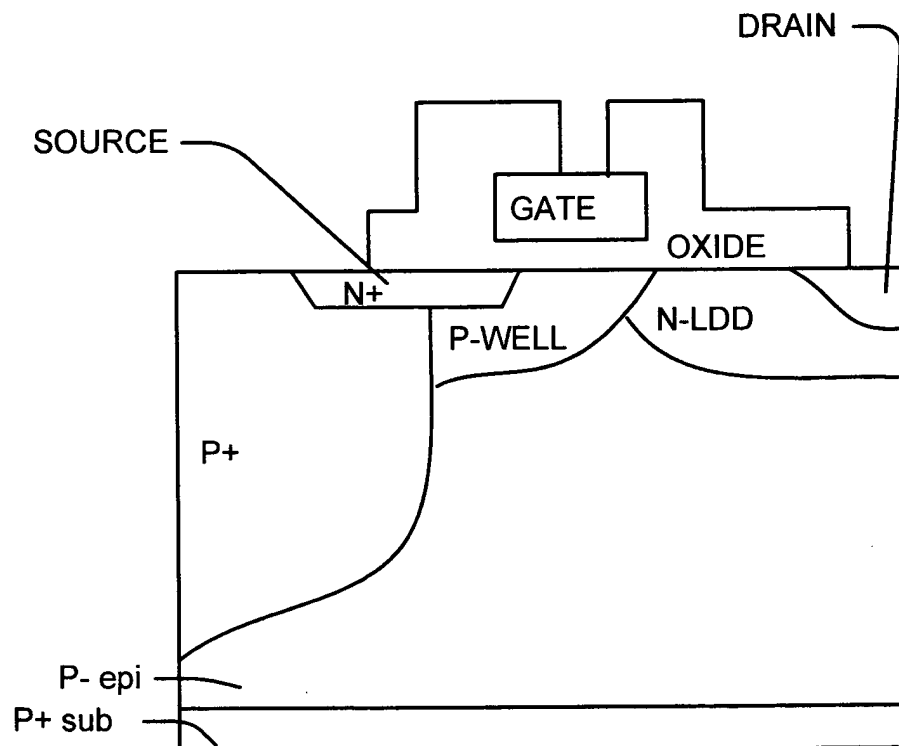 DRAIN
SOURCE
GATE
OXIDE
N+
P-WELL
N-LDD
P+
P- epi
P+ sub